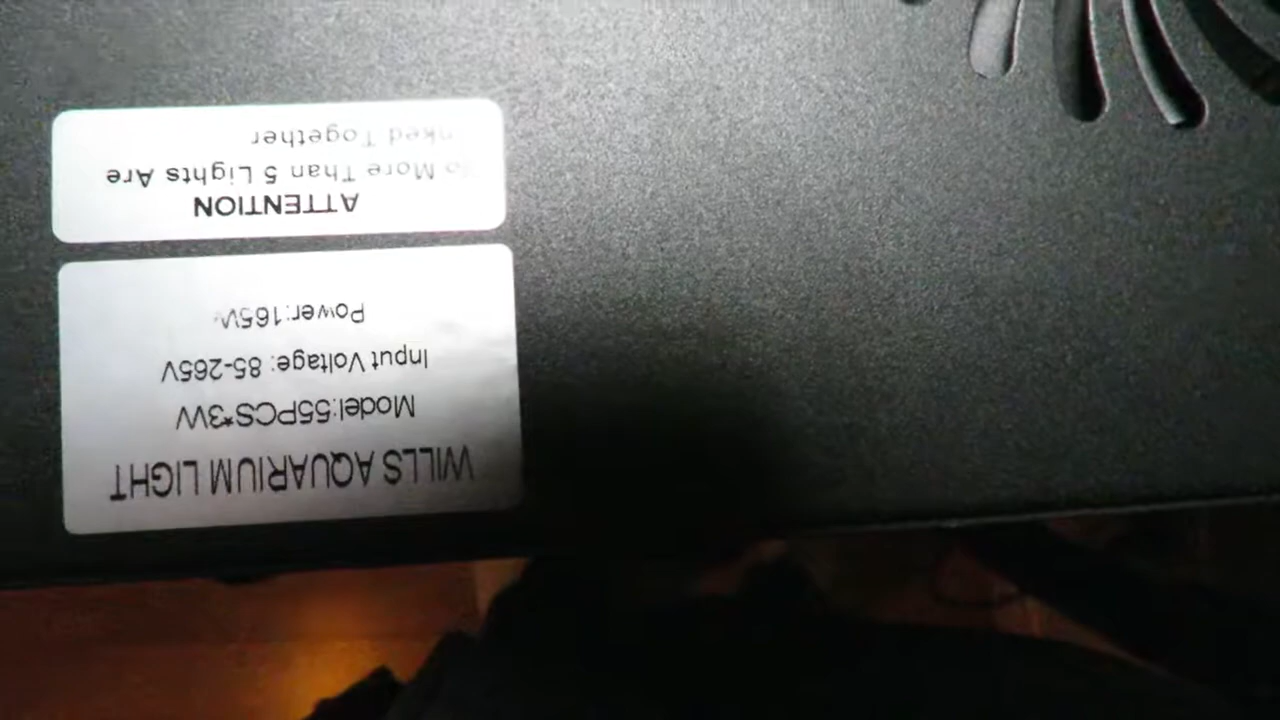 WILLS AQUARIUM LIGHT
Model:55PCS*3W
Input Voltage: 85-265V
Power:165W
ATTENTION
More Than 5 Lights Are
Together